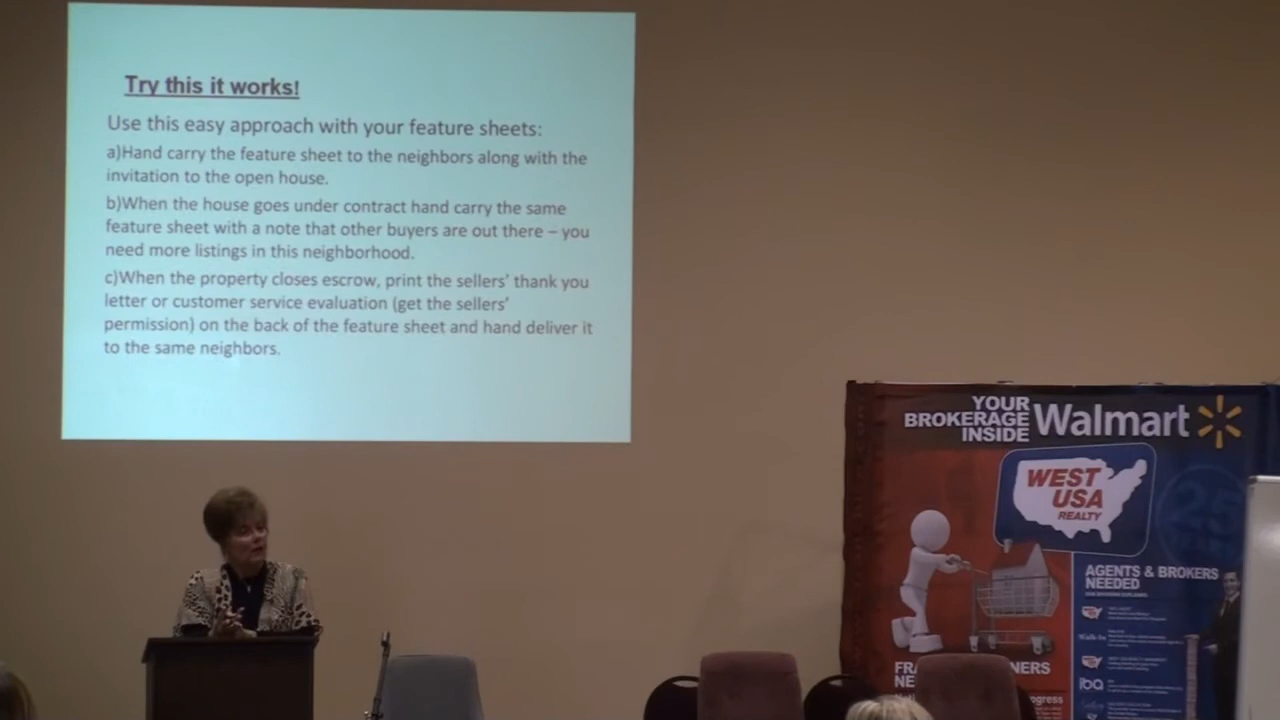 Try this it works!
Use this easy approach with your feature sheets:
a)Hand carry the feature sheet to the neighbors along with the
invitation to the open house.
b)When the house goes under contract hand carry the same
feature sheet with a note that other buyers are out there – you
need more listings in this neighborhood.
c)When the property closes escrow, print the sellers' thank you
letter or customer service evaluation (get the sellers'
permission) on the back of the feature sheet and hand deliver it
to the same neighbors.
YOUR
BROKERAGE
INSIDE
Walmart
WEST
USA
REALTY
25
AGENTS & BROKERS
NEEDED
iba